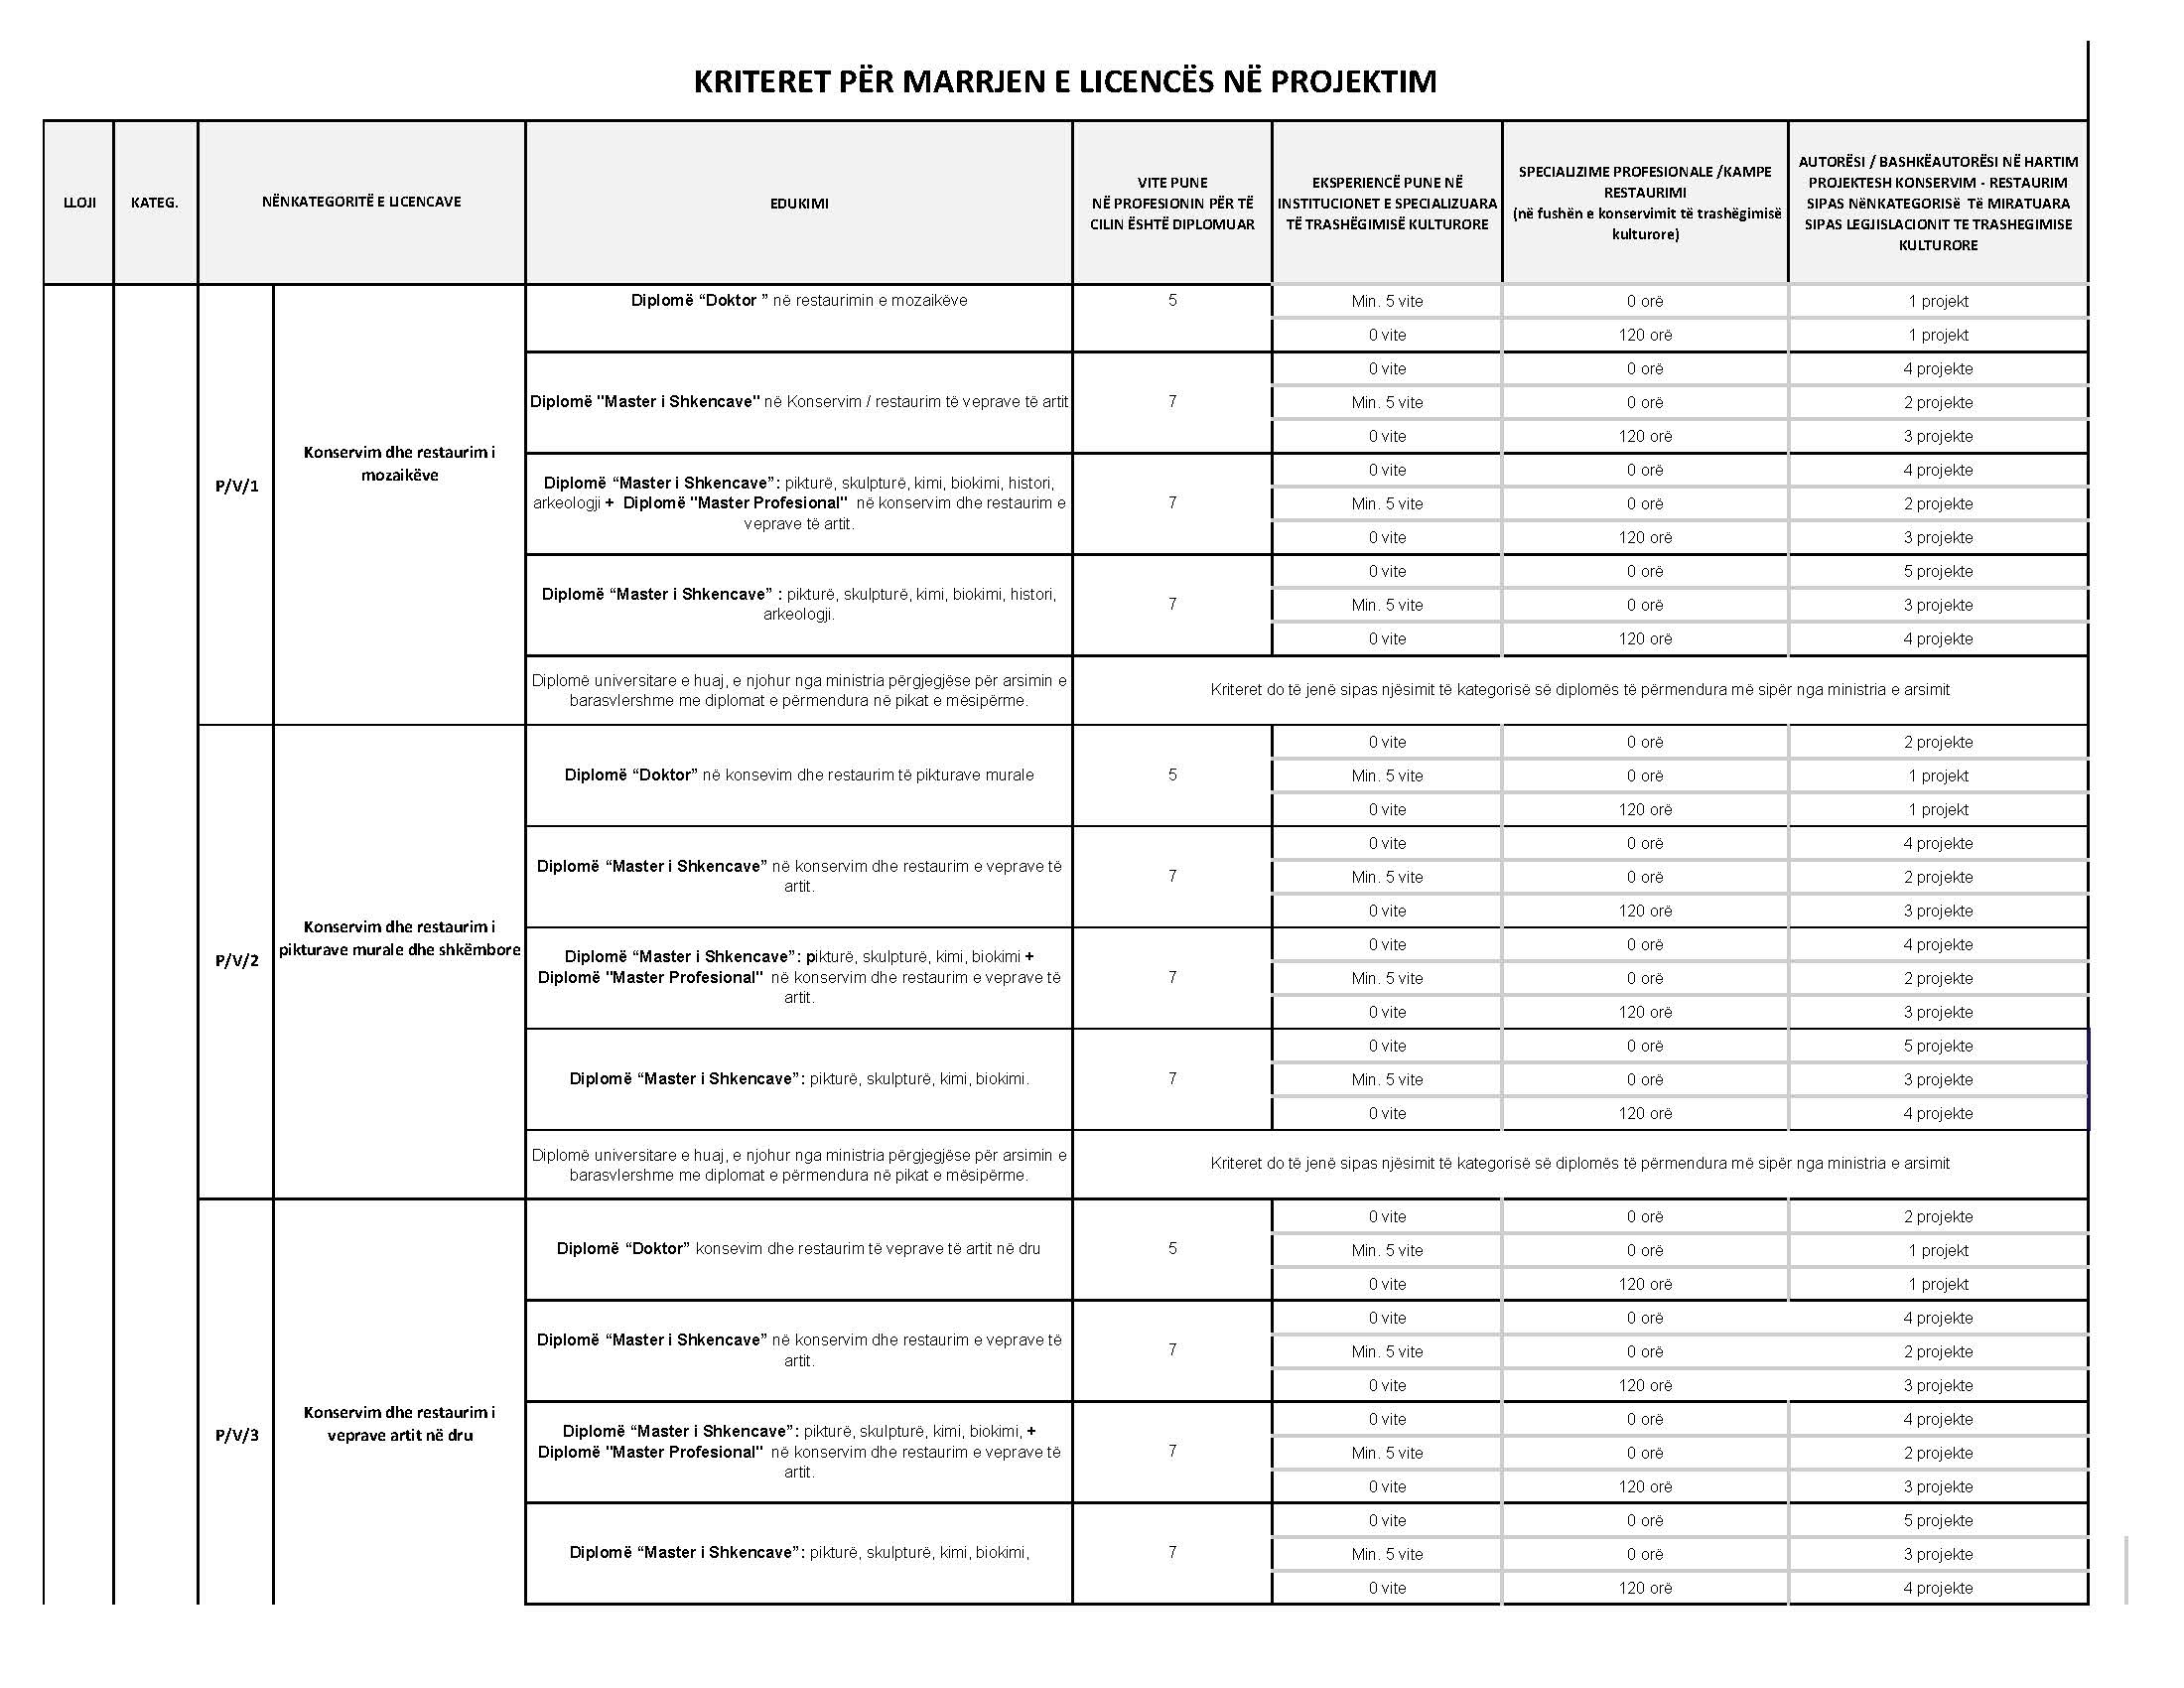 KRITERET PËR MARRJEN E LICENCËS NË PROJEKTIM
LLOJI
KATEG.
NËNKATEGORITË E LICENCAVE
EDUKIMI
VITE PUNE
NË PROFESIONIN PËR TË
CILIN ËSHTË DIPLOMUAR
EKSPERIENCË PUNE NË
INSTITUCIONET E SPECIALIZUARA
TË TRASHËGIMISË KULTURORE
SPECIALIZIME PROFESIONALE /KAMPE
RESTAURIMI
(në fushën e konservimit të trashëgimisë
kulturore)
AUTORËSI / BASHKËAUTORËSI NË HARTIM
PROJEKTESH KONSERVIM - RESTAURIM
SIPAS NëNKATEGORISë Të MIRATUARA
SIPAS LEGJISLACIONIT TE TRASHEGIMISE
KULTURORE
P/V/1
Konservim dhe restaurim i
mozaikëve
Diplomë “Doktor ” në restaurimin e mozaikëve
5
Min. 5 vite 0 orë 1 projekt
0 vite 120 orë 1 projekt
Diplomë "Master i Shkencave" në Konservim / restaurim të veprave të artit
7
0 vite 0 orë 4 projekte
Min. 5 vite 0 orë 2 projekte
0 vite 120 orë 3 projekte
Diplomë “Master i Shkencave”: pikturë, skulpturë, kimi, biokimi, histori,
arkeologji + Diplomë "Master Profesional" në konservim dhe restaurim e
veprave të artit.
7
0 vite 0 orë 4 projekte
Min. 5 vite 0 orë 2 projekte
0 vite 120 orë 3 projekte
Diplomë “Master i Shkencave” : pikturë, skulpturë, kimi, biokimi, histori,
arkeologji.
7
0 vite 0 orë 5 projekte
Min. 5 vite 0 orë 3 projekte
0 vite 120 orë 4 projekte
Diplomë universitare e huaj, e njohur nga ministria përgjegjëse për arsimin e
barasvlershme me diplomat e përmendura në pikat e mësipërme.
Kriteret do të jenë sipas njësimit të kategorisë së diplomës të përmendura më sipër nga ministria e arsimit
P/V/2
Konservim dhe restaurim i
pikturave murale dhe shkëmbore
Diplomë “Doktor” në konsevim dhe restaurim të pikturave murale
5
0 vite 0 orë 2 projekte
Min. 5 vite 0 orë 1 projekt
0 vite 120 orë 1 projekt
Diplomë “Master i Shkencave” në konservim dhe restaurim e veprave të
artit.
7
0 vite 0 orë 4 projekte
Min. 5 vite 0 orë 2 projekte
0 vite 120 orë 3 projekte
Diplomë “Master i Shkencave”: pikturë, skulpturë, kimi, biokimi +
Diplomë "Master Profesional" në konservim dhe restaurim e veprave të
artit.
7
0 vite 0 orë 4 projekte
Min. 5 vite 0 orë 2 projekte
0 vite 120 orë 3 projekte
Diplomë “Master i Shkencave”: pikturë, skulpturë, kimi, biokimi.
7
0 vite 0 orë 5 projekte
Min. 5 vite 0 orë 3 projekte
0 vite 120 orë 4 projekte
Diplomë universitare e huaj, e njohur nga ministria përgjegjëse për arsimin e
barasvlershme me diplomat e përmendura në pikat e mësipërme.
Kriteret do të jenë sipas njësimit të kategorisë së diplomës të përmendura më sipër nga ministria e arsimit
P/V/3
Konservim dhe restaurim i
veprave artit në dru
Diplomë “Doktor” konsevim dhe restaurim të veprave të artit në dru
5
0 vite 0 orë 2 projekte
Min. 5 vite 0 orë 1 projekt
0 vite 120 orë 1 projekt
Diplomë “Master i Shkencave” në konservim dhe restaurim e veprave të
artit.
7
0 vite 0 orë 4 projekte
Min. 5 vite 0 orë 2 projekte
0 vite 120 orë 3 projekte
Diplomë “Master i Shkencave”: pikturë, skulpturë, kimi, biokimi, +
Diplomë "Master Profesional" në konservim dhe restaurim e veprave të
artit.
7
0 vite 0 orë 4 projekte
Min. 5 vite 0 orë 2 projekte
0 vite 120 orë 3 projekte
Diplomë “Master i Shkencave”: pikturë, skulpturë, kimi, biokimi,
7
0 vite 0 orë 5 projekte
Min. 5 vite 0 orë 3 projekte
0 vite 120 orë 4 projekte